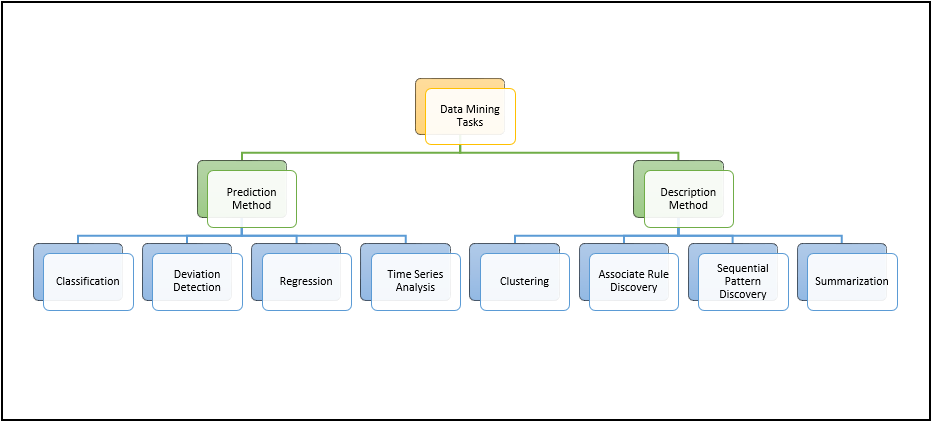 Data Mining
Tasks
Prediction
Method
Description
Method
Classification
Deviation
Detection
Regression
Time Series
Analysis
Clustering
Associate Rule
Discovery
Sequential
Pattern
Discovery
Summarization